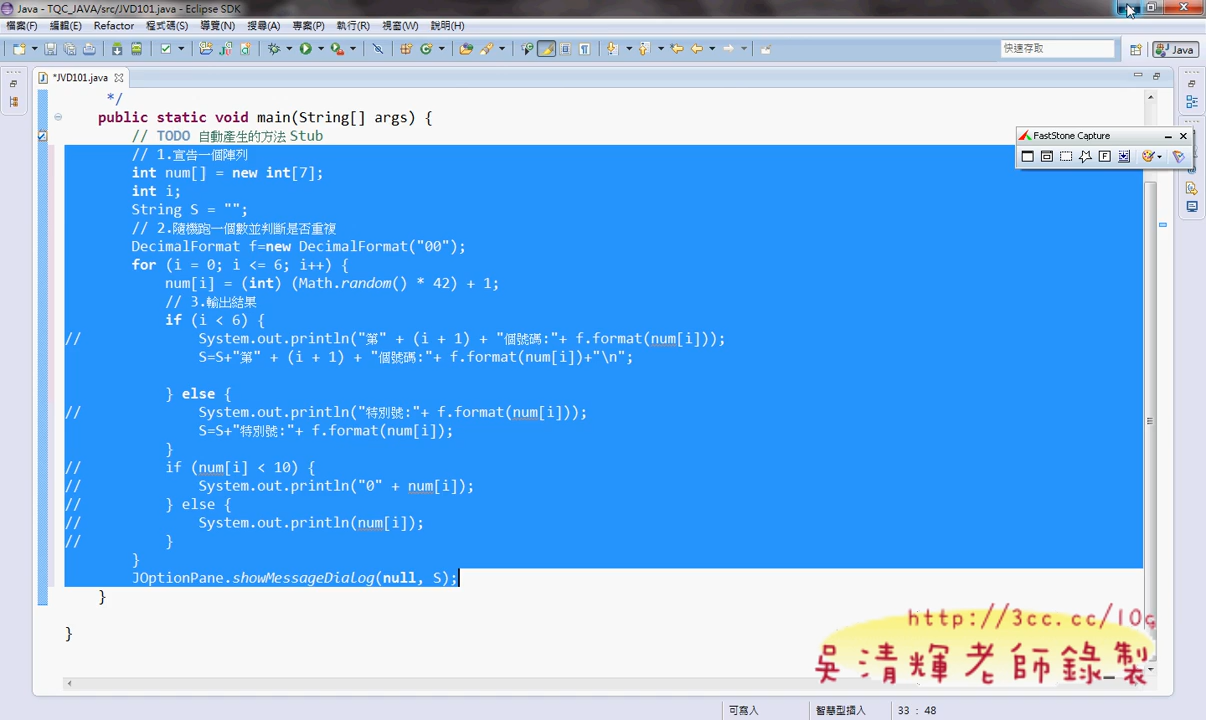 Java - TQC_JAVA/src/JVD101.java - Eclipse SDK
檔案(F) 編輯(E) Refactor 程式碼(S) 導覽(N) 搜尋(A) 專案(P) 執行(R) 視窗(W) 說明(H)
快速存取
Java
*JVD101.java
*/
public static void main(String[] args) {
// TODO 自動產生的方法 Stub
FastStone Capture
// 1.宣告一個陣列
int num[] = new int[7];
int i;
String S = "";
// 2.隨機跑一個數並判斷是否重複
DecimalFormat f=new DecimalFormat("00");
for (i = 0; i <= 6; i++) {
num[i] = (int) (Math.random() * 42) + 1;
// 3.輸出結果
if (i < 6) {
// System.out.println("第" + (i + 1) + "個號碼:"+ f.format(num[i]));
S=S+"第" + (i + 1) + "個號碼:"+ f.format(num[i])+"\n";
} else {
// System.out.println("特別號:"+ f.format(num[i]));
S=S+"特別號:"+ f.format(num[i]);
}
// if (num[i] < 10) {
// System.out.println("0" + num[i]);
// } else {
// System.out.println(num[i]);
// }
}
JOptionPane.showMessageDialog(null, S);
}
}
http://3cc.cc/10g
吳清輝老師錄製
可寫入 智慧型插入 33 : 48